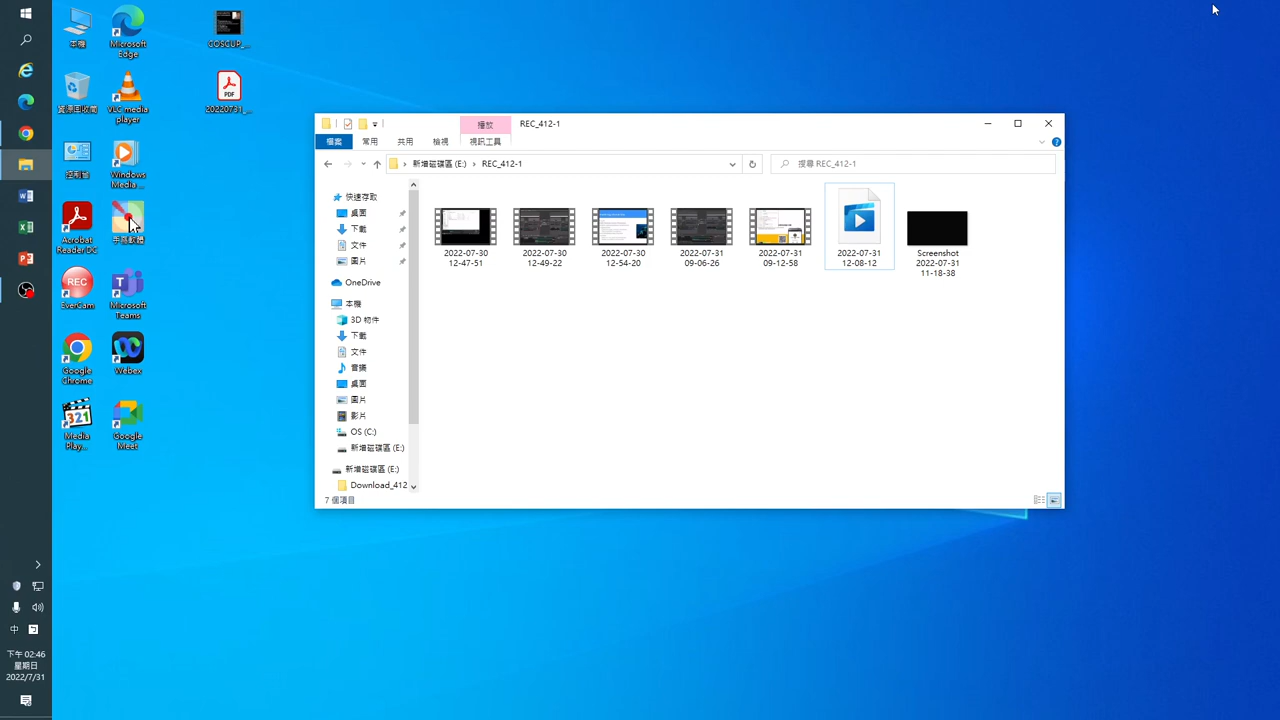 本機
Microsoft
Edge
COSCUP_...
資源回收筒
VLC media
player
20220731_...
控制台
Windows
Media...
Acrobat
Reader DC
EverCam
Microsoft
Teams
Google
Chrome
Webex
Media
Play...
Google
Meet
播放
REC_412-1
檔案
常用
共用
檢視
視訊工具
新增磁碟區 (E:)
REC_412-1
搜尋 REC_412-1
快速存取
桌面
下載
文件
圖片
OneDrive
本機
3D 物件
下載
文件
音樂
桌面
圖片
影片
OS (C:)
新增磁碟區 (E:)
新增磁碟區 (E:)
Download_412
2022-07-30
12-47-51
2022-07-30
12-49-22
2022-07-30
12-54-20
2022-07-31
09-06-26
2022-07-31
09-12-58
2022-07-31
12-08-12
Screenshot
2022-07-31
11-18-38
7 個項目
中
下午 02:46
星期日
2022/7/31
REC
PDF
321